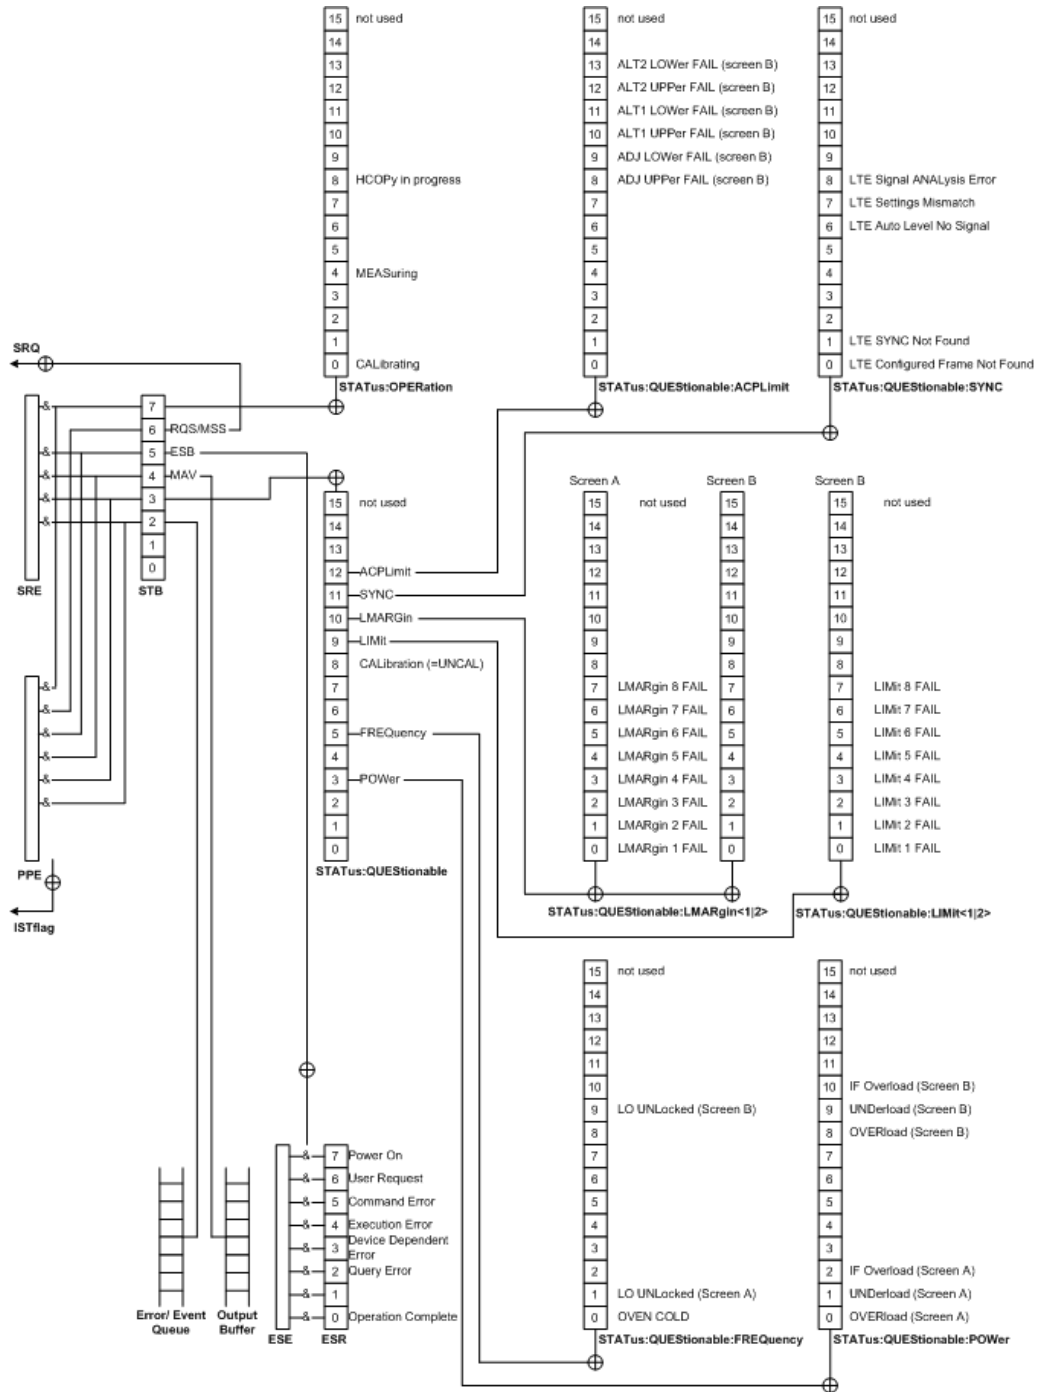 15 not used
14
13
12
11
10
9
8 HCOPy in progress
7
6
5
4 MEASuring
3
2
1
0 CALibrating
STATus:OPERation
15 not used
14
13 ALT2 LOWer FAIL (screen B)
12 ALT2 UPPer FAIL (screen B)
11 ALT1 LOWer FAIL (screen B)
10 ALT1 UPPer FAIL (screen B)
9 ADJ LOWer FAIL (screen B)
8 ADJ UPPer FAIL (screen B)
7
6
5
4
3
2
1
0
STATus:QUEStionable:ACPLimit
15 not used
14
13
12
11
10
9
8 LTE Signal ANALysis Error
7 LTE Settings Mismatch
6 LTE Auto Level No Signal
5
4
3
2
1 LTE SYNC Not Found
0 LTE Configured Frame Not Found
STATus:QUEStionable:SYNC
SRQ
&
&
&
&
&
SRE
7
6 RQS/MSS
5 ESB
4 MAV
3
2
1
0
STB
&
&
&
&
&
&
PPE
ISTflag
15 not used
14
13
12 ACPLimit
11 SYNC
10 LMARGin
9 LIMit
8 CALibration (=UNCAL)
7
6
5 FREQuency
4
3 POWer
2
1
0
STATus:QUEStionable
Screen A Screen B
15 not used 15
14 14
13 13
12 12
11 11
10 10
9 9
8 8
7 LMARgin 8 FAIL 7
6 LMARgin 7 FAIL 6
5 LMARgin 6 FAIL 5
4 LMARgin 5 FAIL 4
3 LMARgin 4 FAIL 3
2 LMARgin 3 FAIL 2
1 LMARgin 2 FAIL 1
0 LMARgin 1 FAIL 0
STATus:QUEStionable:LMARgin<1|2>
Screen B
15 not used
14
13
12
11
10
9
8
7 LIMit 8 FAIL
6 LIMit 7 FAIL
5 LIMit 6 FAIL
4 LIMit 5 FAIL
3 LIMit 4 FAIL
2 LIMit 3 FAIL
1 LIMit 2 FAIL
0 LIMit 1 FAIL
STATus:QUEStionable:LIMit<1|2>
Error/ Event
Queue
Output
Buffer
& 7 Power On
& 6 User Request
& 5 Command Error
& 4 Execution Error
& 3 Device Dependent
Error
& 2 Query Error
& 1
& 0 Operation Complete
ESE ESR
15 not used
14
13
12
11
10
9 LO UNLocked (Screen B)
8
7
6
5
4
3
2
1 LO UNLocked (Screen A)
0 OVEN COLD
STATus:QUEStionable:FREQuency
15 not used
14
13
12
11
10 IF Overload (Screen B)
9 UNDerload (Screen B)
8 OVERload (Screen B)
7
6
5
4
3
2 IF Overload (Screen A)
1 UNDerload (Screen A)
0 OVERload (Screen A)
STATus:QUEStionable:POWer